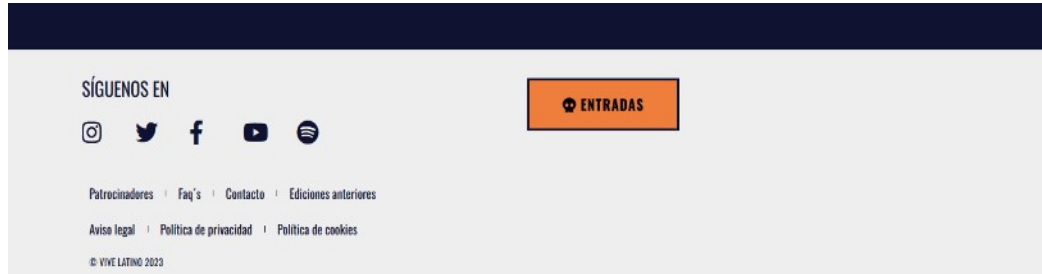 SÍGUENOS EN
ENTRADAS
Patrocinadores | Faq´s | Contacto | Ediciones anteriores
Aviso legal | Política de privacidad | Política de cookies
© VIVE LATINO 2023